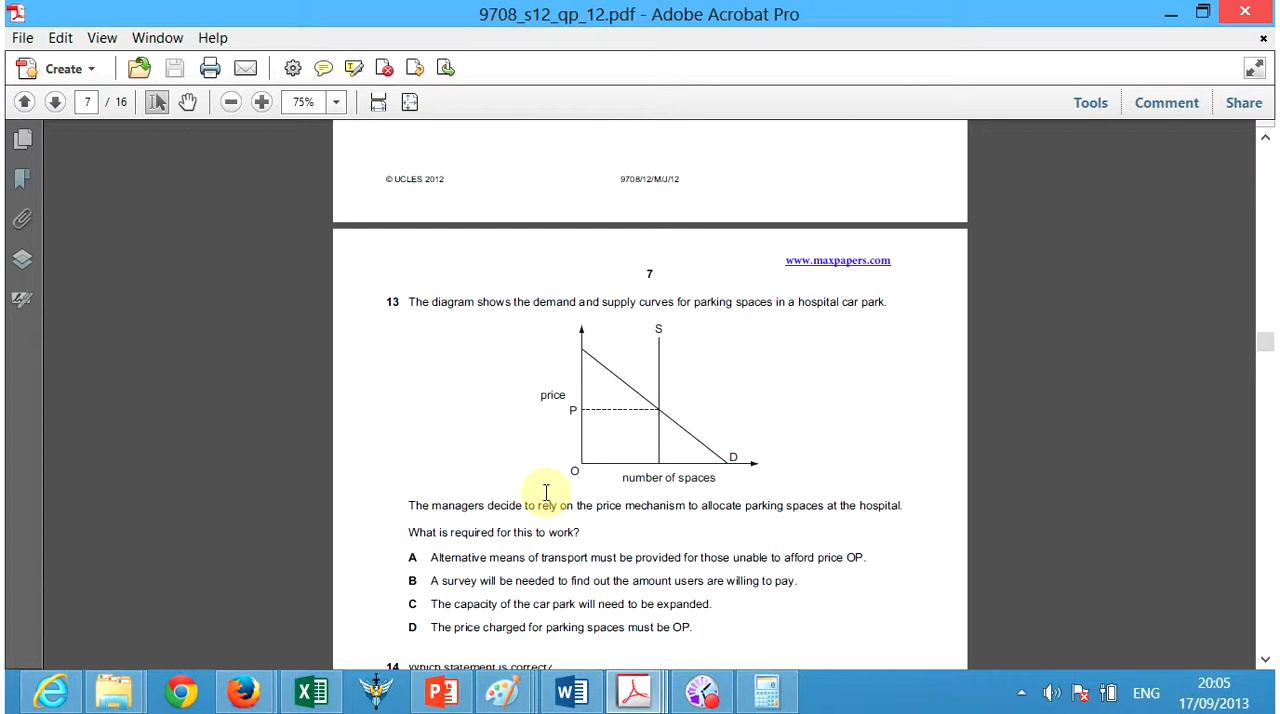 9708_s12_qp_12.pdf - Adobe Acrobat Pro
File Edit View Window Help
Create
7 / 16 75% Tools Comment Share
© UCLES 2012 9708/12/M/J/12
www.maxpapers.com
7
13 The diagram shows the demand and supply curves for parking spaces in a hospital car park.
S
price
P
D
O
number of spaces
The managers decide to rely on the price mechanism to allocate parking spaces at the hospital.
What is required for this to work?
A Alternative means of transport must be provided for those unable to afford price OP.
B A survey will be needed to find out the amount users are willing to pay.
C The capacity of the car park will need to be expanded.
D The price charged for parking spaces must be OP.
14 Which statement is correct?
ENG
20:05
17/09/2013